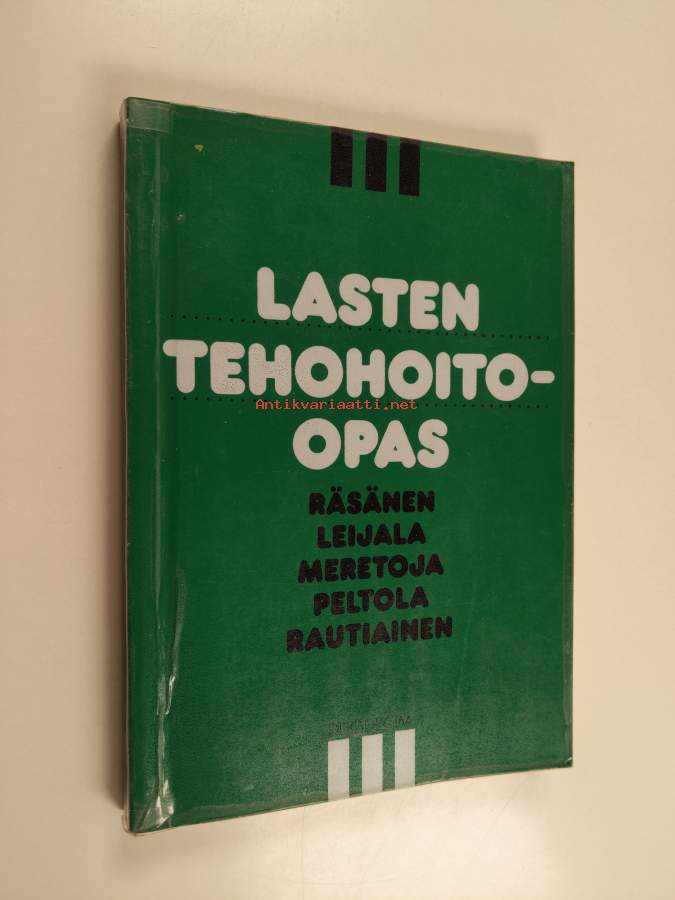 LASTEN
TEHOHOITO-
Antikvariaatti.net
OPAS
RÄSÄNEN
LEIJALA
MERETOJA
PELTOLA
RAUTIAINEN